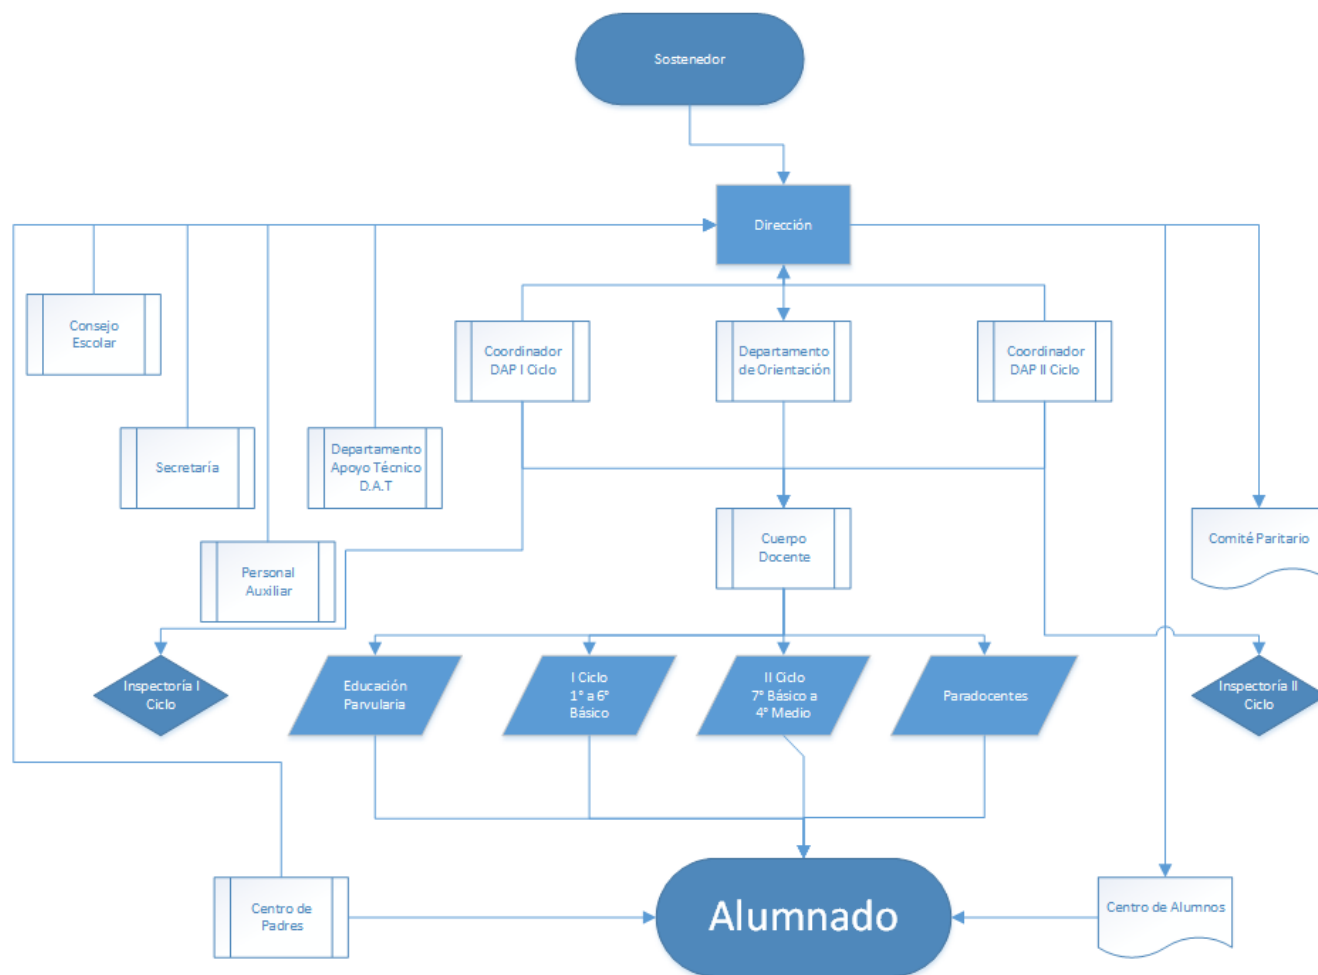 Sostenedor
Dirección
Consejo
Escolar
Coordinador
DAP I Ciclo
Departamento
de Orientación
Coordinador
DAP II Ciclo
Secretaría
Departamento
Apoyo Técnico
D.A.T
Cuerpo
Docente
Comité Paritario
Personal
Auxiliar
Inspectoría I
Ciclo
Educación
Parvularia
I Ciclo
1° a 6°
Básico
II Ciclo
7° Básico a
4° Medio
Paradocentes
Inspectoría II
Ciclo
Centro de
Padres
Alumnado
Centro de Alumnos